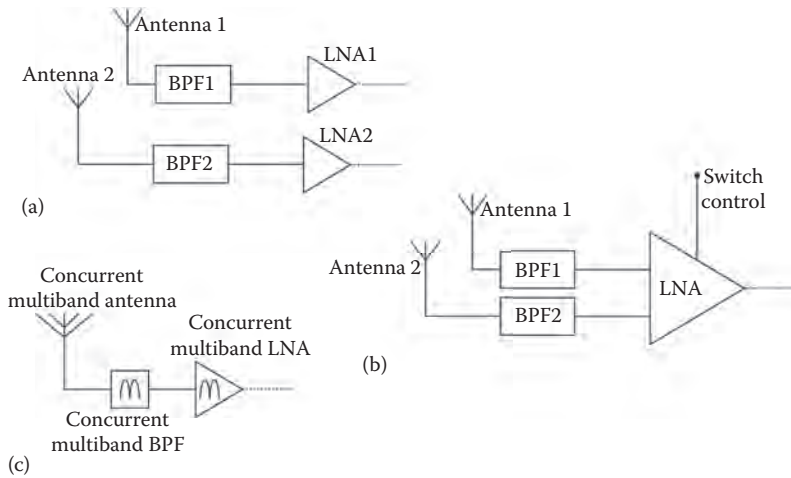 Antenna 1
LNA1
Antenna 2
BPF1
LNA2
BPF2
(a)
Switch
control
Antenna 1
Antenna 2
BPF1
LNA
BPF2
(b)
Concurrent
multiband antenna
Concurrent
multiband LNA
Concurrent
multiband BPF
(c)